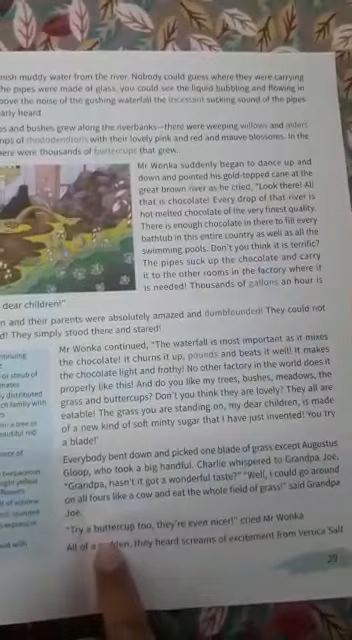 nish muddy water from the river. Nobody could guess where they were carrying
he pipes were made of glass, you could see the liquid bubbling and flowing in
bove the noise of the gushing waterfall the incessant sucking sound of the pipes
early heard
es and bushes grew along the riverbanks—there were weeping willows and alders
mps of rhododendrons with their lovely pink and red and mauve blossoms. In the
ere were thousands of buttercups that grew.
Mr Wonka suddenly began to dance up and
down and pointed his gold-topped cane at the
great brown river as he cried, "Look there! All
that is chocolate! Every drop of that river is
hot melted chocolate of the very finest quality.
There is enough chocolate in there to fill every
bathtub in this entire country as well as all the
swimming pools. Don't you think it is terrific?
The pipes suck up the chocolate and carry
it to the other rooms in the factory where it
is needed! Thousands of gallons an hour is
dear children!"
n and their parents were absolutely amazed and dumbfounded! They could not
d! They simply stood there and stared!
Mr Wonka continued, "The waterfall is most important as it mixes
the chocolate! It churns it up, pounds and beats it well! It makes
the chocolate light and frothy! No other factory in the world does it
properly like this! And do you like my trees, bushes, meadows, the
grass and buttercups? Don't you think they are lovely? They all are
eatable! The grass you are standing on, my dear children, is made
of a new kind of soft minty sugar that I have just invented! You try
a blade!"
Everybody bent down and picked one blade of grass except Augustus
Gloop, who took a big handful. Charlie whispered to Grandpa Joe,
"Grandpa, hasn't it got a wonderful taste?" "Well, I could go around
on all fours like a cow and eat the whole field of grass!" said Grandpa
Joe.
"Try a buttercup too, they're even nicer!" cried Mr Wonka
All of a dden, they heard screams of excitement from Veruca Salt
29
ntinuing
or shrub of
y distributed
ch family with
autiful red